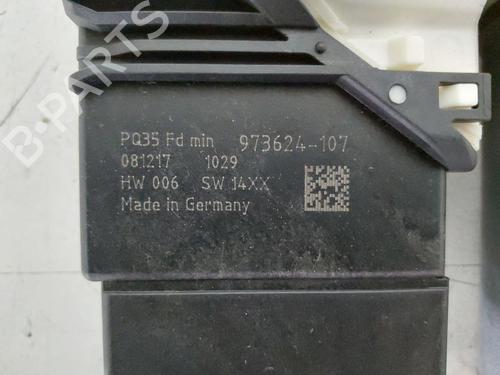 PQ35 Fd min 973624-107
081217 1029
HW 006 SW 14XX
Made in Germany
B-PARTS